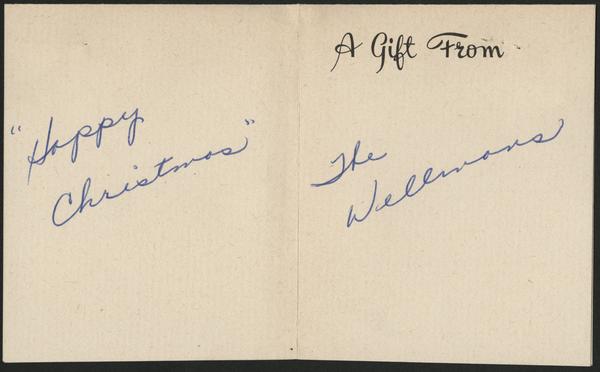 "Happy
Christmas"
A Gift From
The
Wellmans